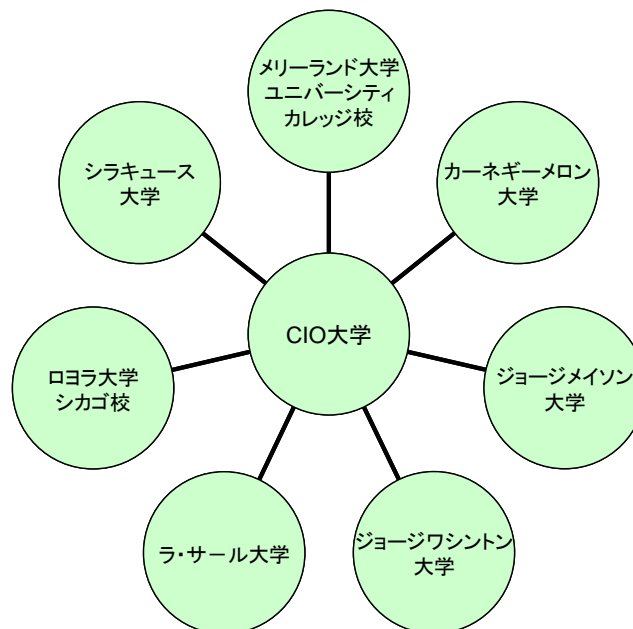 メリーランド大学
ユニバーシティ
カレッジ校
シラキュース
大学
カーネギーメロン
大学
CIO大学
ロヨラ大学
シカゴ校
ジョージメイソン
大学
ラ・サール大学
ジョージワシントン
大学